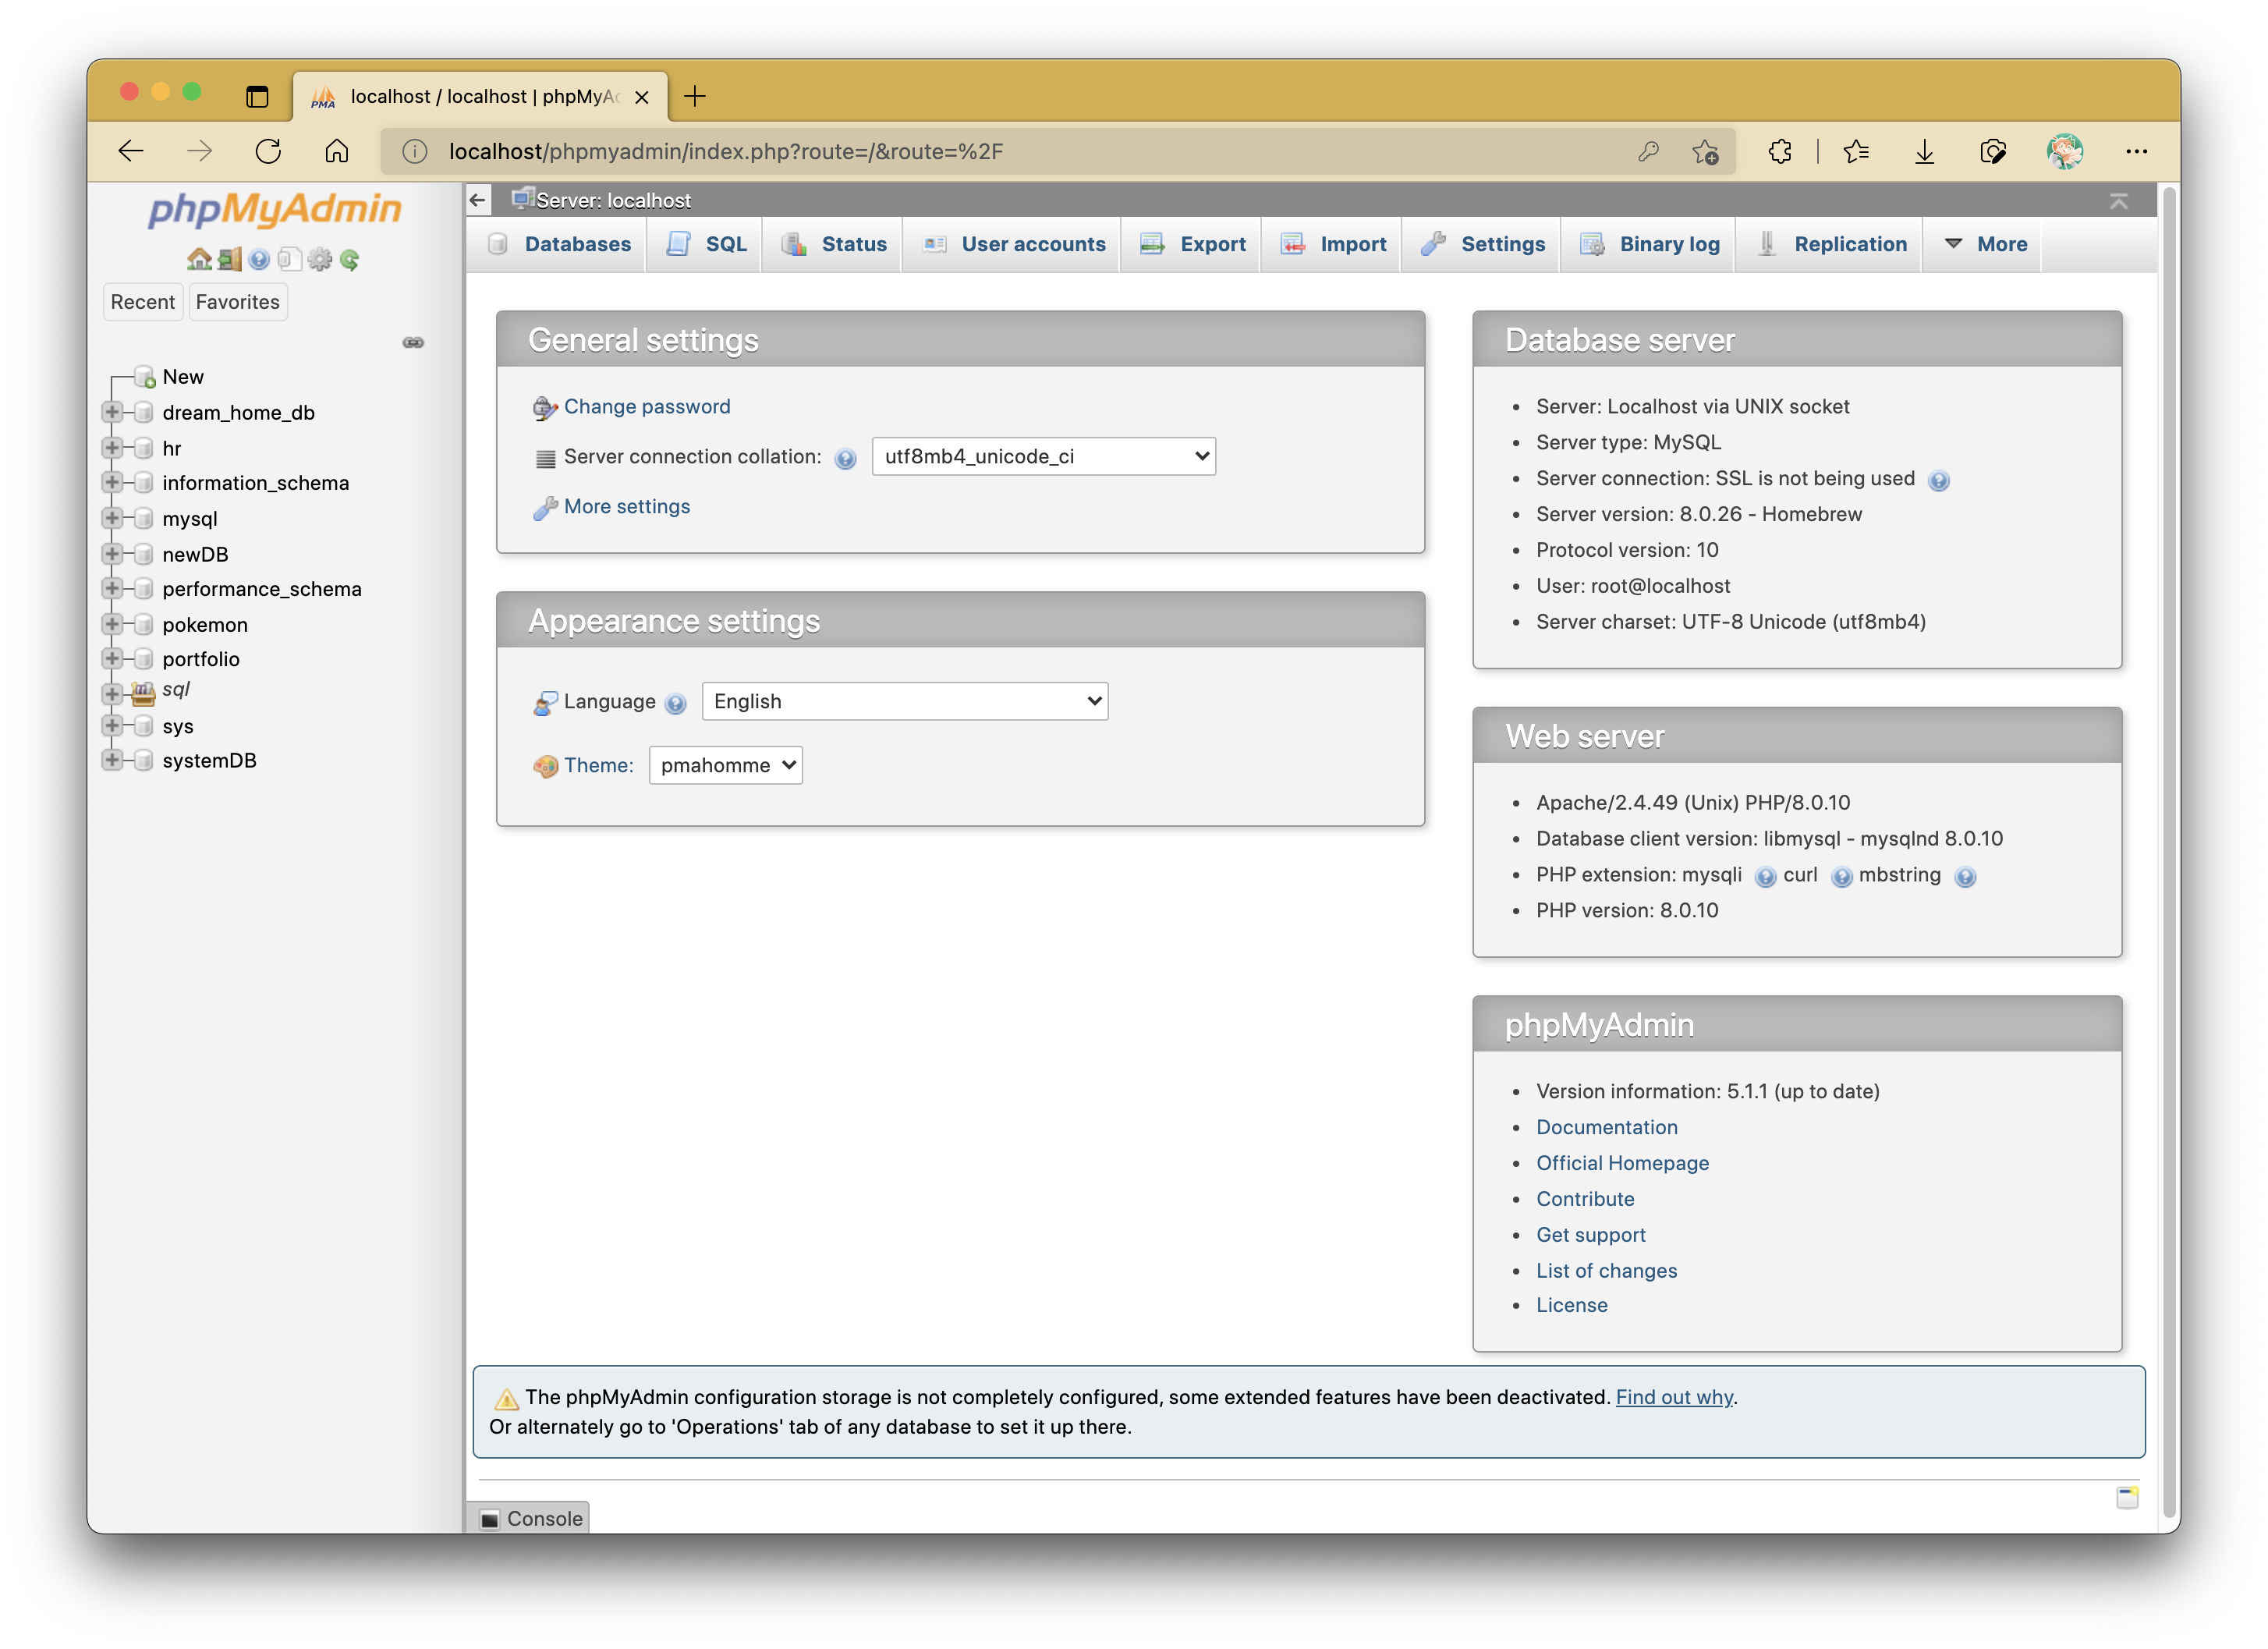 localhost / localhost | phpMyAd
localhost/phpmyadmin/index.php?route=/&route=%2F
phpMyAdmin
Recent
Favorites
New
dream_home_db
hr
information_schema
mysql
newDB
performance_schema
pokemon
portfolio
sql
sys
systemDB
Server: localhost
Databases
SQL
Status
User accounts
Export
Import
Settings
Binary log
Replication
More
General settings
Change password
Server connection collation:
utf8mb4_unicode_ci
More settings
Appearance settings
Language
English
Theme:
pmahomme
Database server
Server: Localhost via UNIX socket
Server type: MySQL
Server connection: SSL is not being used
Server version: 8.0.26 - Homebrew
Protocol version: 10
User: root@localhost
Server charset: UTF-8 Unicode (utf8mb4)
Web server
Apache/2.4.49 (Unix) PHP/8.0.10
Database client version: libmysql - mysqlnd 8.0.10
PHP extension: mysqli curl mbstring
PHP version: 8.0.10
phpMyAdmin
Version information: 5.1.1 (up to date)
Documentation
Official Homepage
Contribute
Get support
List of changes
License
The phpMyAdmin configuration storage is not completely configured, some extended features have been deactivated. Find out why.
Or alternately go to 'Operations' tab of any database to set it up there.
Console